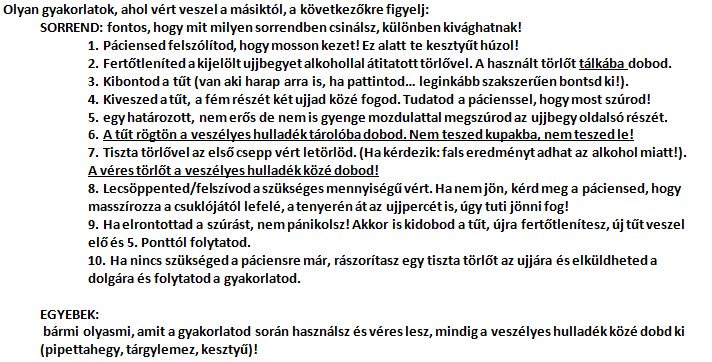 Olyan gyakorlatok, ahol vért veszel a másiktól, a következőkre figyelj:
SORREND: fontos, hogy mit milyen sorrendben csinálsz, különben kivághatnak!
1. Páciensed felszólítod, hogy mosson kezet! Ez alatt te kesztyűt húzol!
2. Fertőtleníted a kijelölt ujjbegyet alkohollal átitatott törlővel. A használt törlőt tálkába dobod.
3. Kibontod a tűt (van aki harap arra is, ha pattintod... leginkább szakszerűen bontsd ki!).
4. Kiveszed a tűt, a fém részét két ujjad közé fogod. Tudatod a pácienssel, hogy most szúrod!
5. egy határozott, nem erős de nem is gyenge mozdulattal megszúrod az ujjbegy oldalsó részét.
6. A tűt rögtön a veszélyes hulladék tárolóba dobod. Nem teszed kupakba, nem teszed le!
7. Tiszta törlővel az első csepp vért letörlöd. (Ha kérdezik: fals eredményt adhat az alkohol miatt!).
A véres törlőt a veszélyes hulladék közé dobod!
8. Lecsöppented/felszívod a szükséges mennyiségű vért. Ha nem jön, kérd meg a páciensed, hogy
masszírozza a csuklójától lefelé, a tenyerén át az ujjpercét is, úgy tuti jönni fog!
9. Ha elrontottad a szúrást, nem pánikolsz! Akkor is kidobod a tűt, újra fertőtlenítesz, új tűt veszel
elő és 5. Ponttól folytatod.
10. Ha nincs szükséged a páciensre már, rászorítasz egy tiszta törlőt az ujjára és elküldheted a
dolgára és folytatod a gyakorlatod.
EGYEBEK:
bármi olyasmi, amit a gyakorlatod során használsz és véres lesz, mindig a veszélyes hulladék közé dobd ki
(pipettahegy, tárgylemez, kesztyű)!